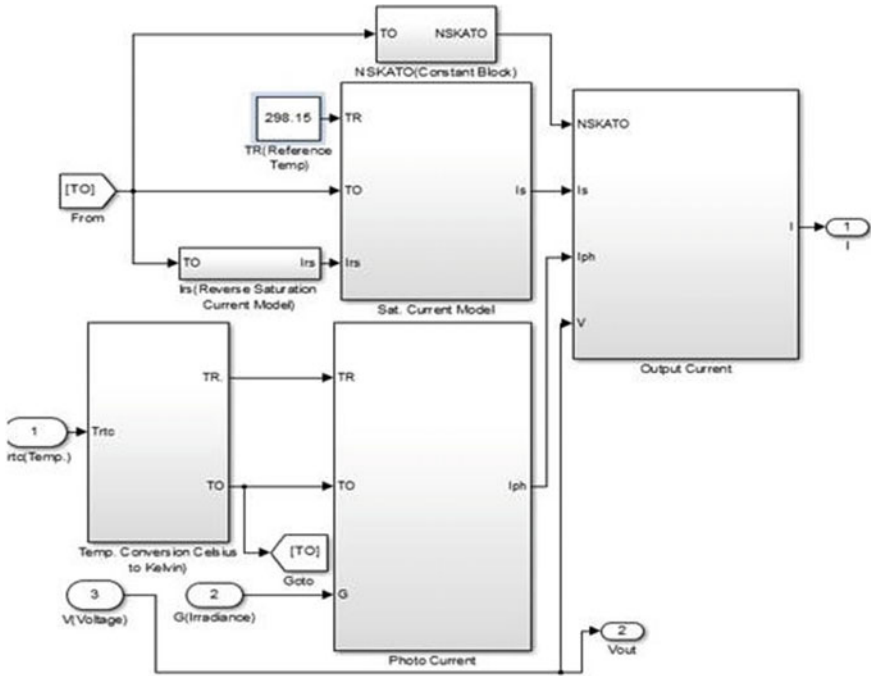 TO NSKATO
NSKATO(Constant Block)
298.15
TR(Reference
Temp)
TR
TO
Irs
Is
Sat. Current Model
[TO]
From
TO Irs
Irs(Reverse Saturation
Current Model)
NSKATO
Is
Iph
V
I
Output Current
1
I
1
rtc(Temp.)
Trtc
TR.
TO
Temp. Conversion Celsius
to Kelvin)
[TO]
Goto
TR
TO
G
Iph
Photo Current
3
V(Voltage)
2
G(Irradiance)
2
Vout